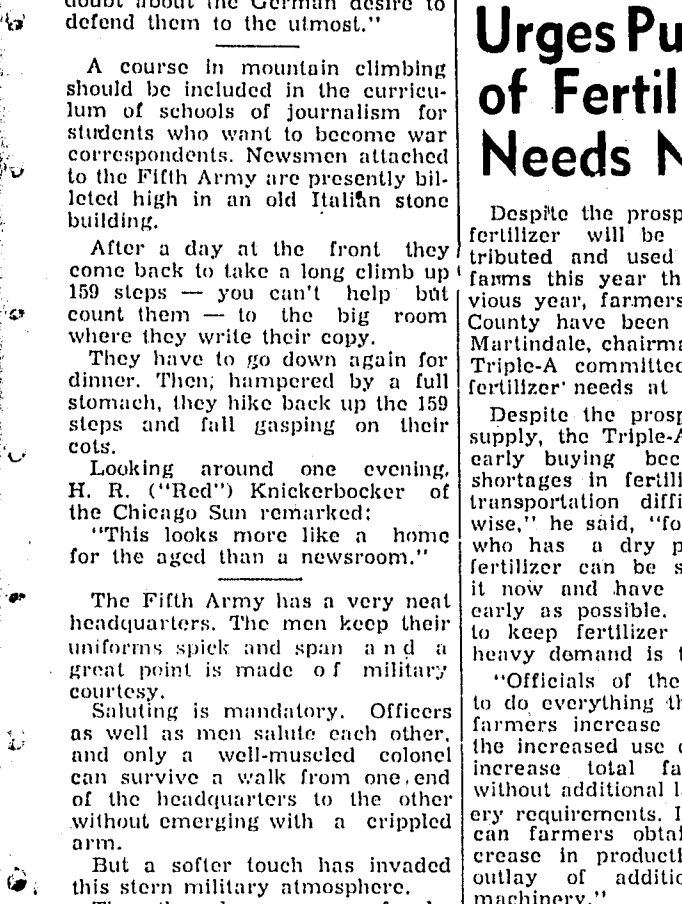 doubt about the German desire to
defend them to the utmost."
A course in mountain climbing
should be included in the curricu-
lum of schools of journalism for
students who want to become war
correspondents. Newsmen attached
to the Fifth Army are presently bil-
leted high in an old Italian stone
building.
After a day at the front they
come back to take a long climb up
159 steps — you can't help but
count them — to the big room
where they write their copy.
They have to go down again for
dinner. Then, hampered by a full
stomach, they hike back up the 159
steps and fall gasping on their
cots.
Looking around one evening,
H. R. ("Red") Knickerbocker of
the Chicago Sun remarked:
"This looks more like a home
for the aged than a newsroom."
The Fifth Army has a very neat
headquarters. The men keep their
uniforms spick and span and a
great point is made of military
courtesy.
Saluting is mandatory. Officers
as well as men salute each other,
and only a well-muscled colonel
can survive a walk from one end
of the headquarters to the other
without emerging with a crippled
arm.
But a softer touch has invaded
this stern military atmosphere.
Urges Pu
of Fertil
Needs N
Despite the prosp
fertilizer will be
tributed and used
farms this year th
vious year, farmers
County have been
Martindale, chairma
Triple-A committee
fertilizer needs at
Despite the prosp
supply, the Triple-A
early buying bec
shortages in fertili
transportation diffi
wise," he said, "fo
who has a dry p
fertilizer can be s
it now and have
early as possible.
to keep fertilizer
heavy demand is t
"Officials of the
to do everything th
farmers increase
the increased use o
increase total fa
without additional l
ery requirements. I
can farmers obtai
crease in producti
outlay of additio
machinery."